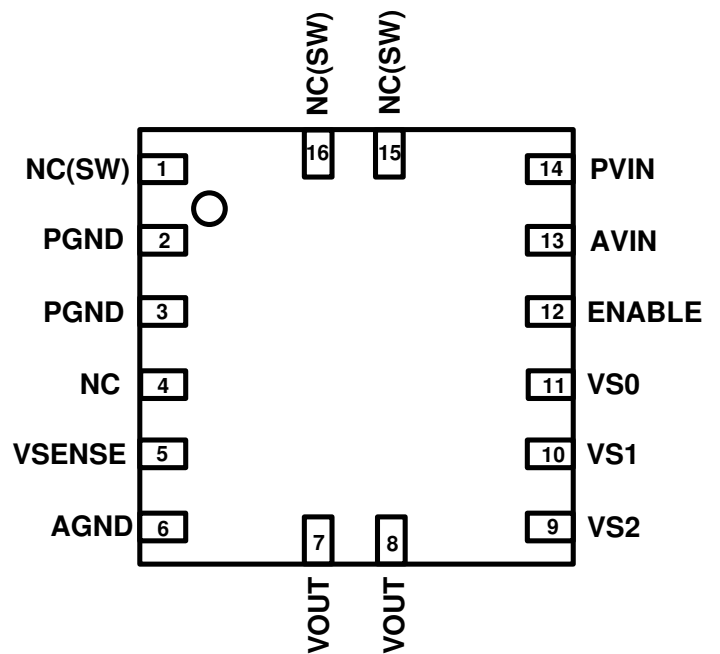 NC(SW)
NC(SW)
16
15
NC(SW) 1
14 PVIN
PGND 2
13 AVIN
PGND 3
12 ENABLE
NC 4
11 VS0
VSENSE 5
10 VS1
AGND 6
9 VS2
7
8
VOUT
VOUT